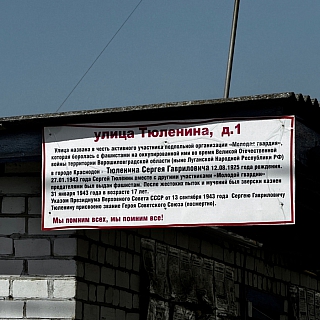 улица Тюленина, д.1
Улица названа в честь активного участника подпольной организации «Молодая гвардия»,
которая боролась с фашистами на оккупированной ими во время Великой Отечественной
войны территории Ворошиловградской области (ныне Луганской Народной Республики РФ)
в городе Краснодон – Тюленина Сергея Гавриловича 12.08.1925 года рождения.
27.01.1943 года Сергей Тюленин вместе с другими участниками «Молодой гвардии»
предателями был выдан фашистам. После жестоких пыток и мучений был зверски казнен
31 января 1943 года в возрасте 17 лет.
Указом Президиума Верховного Совета СССР от 13 сентября 1943 года Сергею Гавриловичу
Тюленину присвоено звание Героя Советского Союза (посмертно).
Мы помним всех, мы помним все!